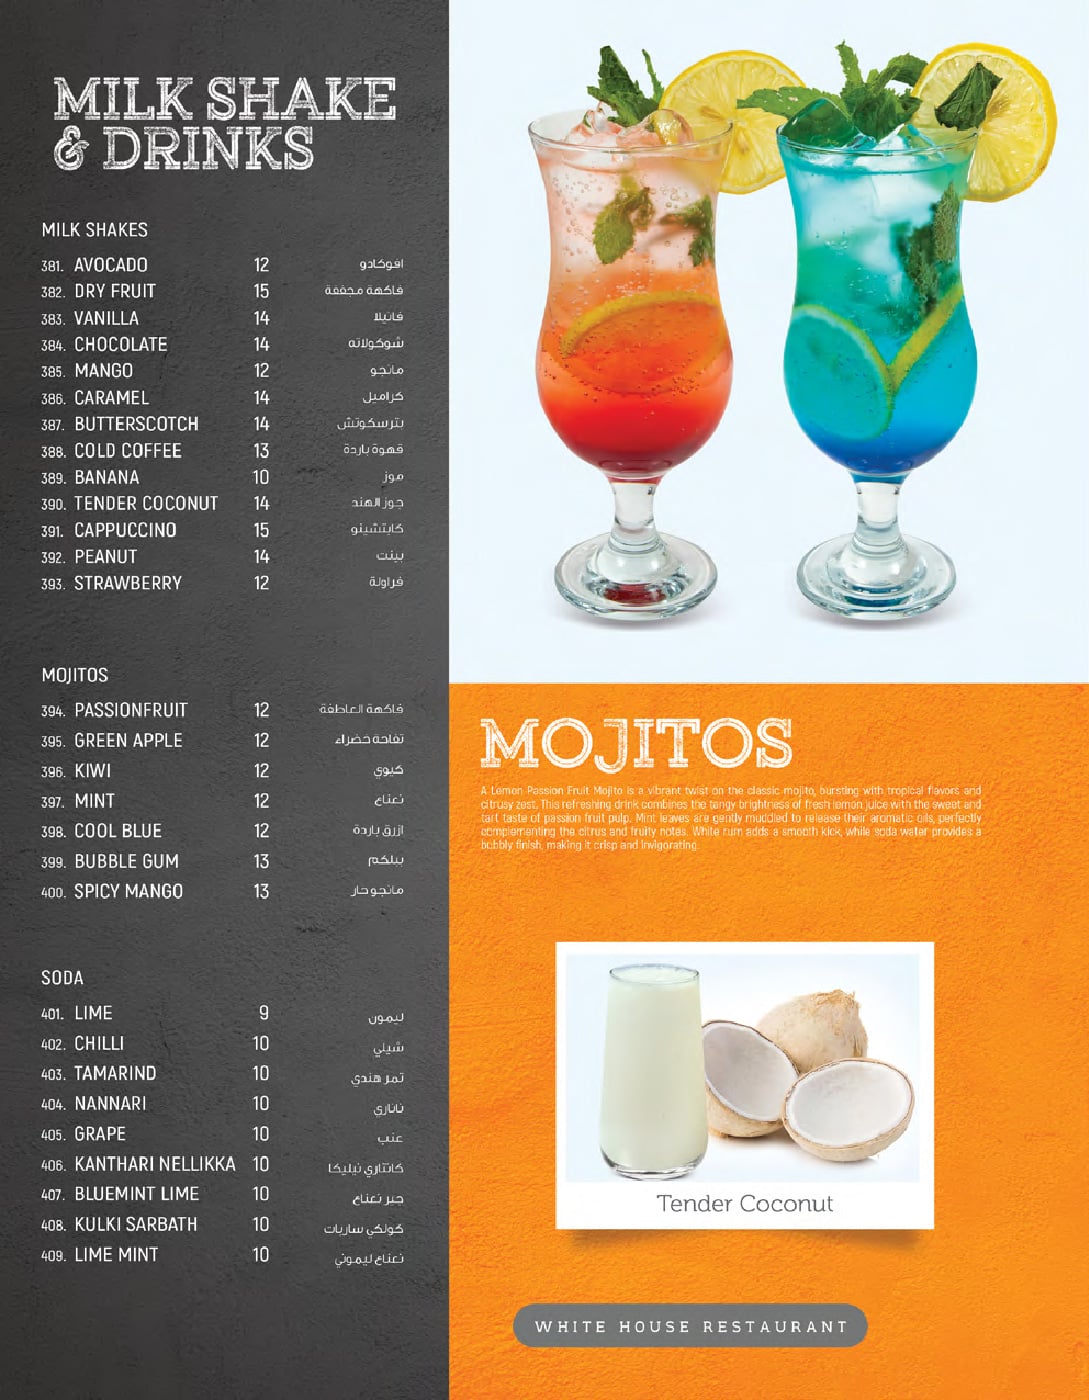 MILK SHAKE
& DRINKS
MILK SHAKES
381. AVOCADO 12 افوكادو
382. DRY FRUIT 15 فاكهة مجففة
383. VANILLA 14 فانيلا
384. CHOCOLATE 14 شوكولاته
385. MANGO 12 مانجو
386. CARAMEL 14 كراميل
387. BUTTERSCOTCH 14 بترسكوتش
388. COLD COFFEE 13 قهوة باردة
389. BANANA 10 موز
390. TENDER COCONUT 14 جوز الهند
391. CAPPUCCINO 15 كابتشينو
392. PEANUT 14 بينت
393. STRAWBERRY 12 فراولة
MOJITOS
394. PASSIONFRUIT 12 فاكهة العاطفة
395. GREEN APPLE 12 تفاحة خضراء
396. KIWI 12 كيوي
397. MINT 12 نعناع
398. COOL BLUE 12 ازرق باردة
399. BUBBLE GUM 13 ببلكم
400. SPICY MANGO 13 مانجو حار
SODA
401. LIME 9 ليمون
402. CHILLI 10 شيلي
403. TAMARIND 10 تمر هندي
404. NANNARI 10 ناناري
405. GRAPE 10 عنب
406. KANTHARI NELLIKKA 10 كانتاري نيليكا
407. BLUEMINT LIME 10 جير نعناع
408. KULKI SARBATH 10 كولكي ساربات
409. LIME MINT 10 نعناع ليموني
MOJITOS
A Lemon Passion Fruit Mojito is a vibrant twist on the classic mojito, bursting with tropical flavors and
citrusy zest. This refreshing drink combines the tangy brightness of fresh lemon juice with the sweet and
tart taste of passion fruit pulp. Mint leaves are gently muddled to release their aromatic oils, perfectly
complementing the citrus and fruity notes. White rum adds a smooth kick, while soda water provides a
bubbly finish, making it crisp and invigorating.
Tender Coconut
WHITE HOUSE RESTAURANT